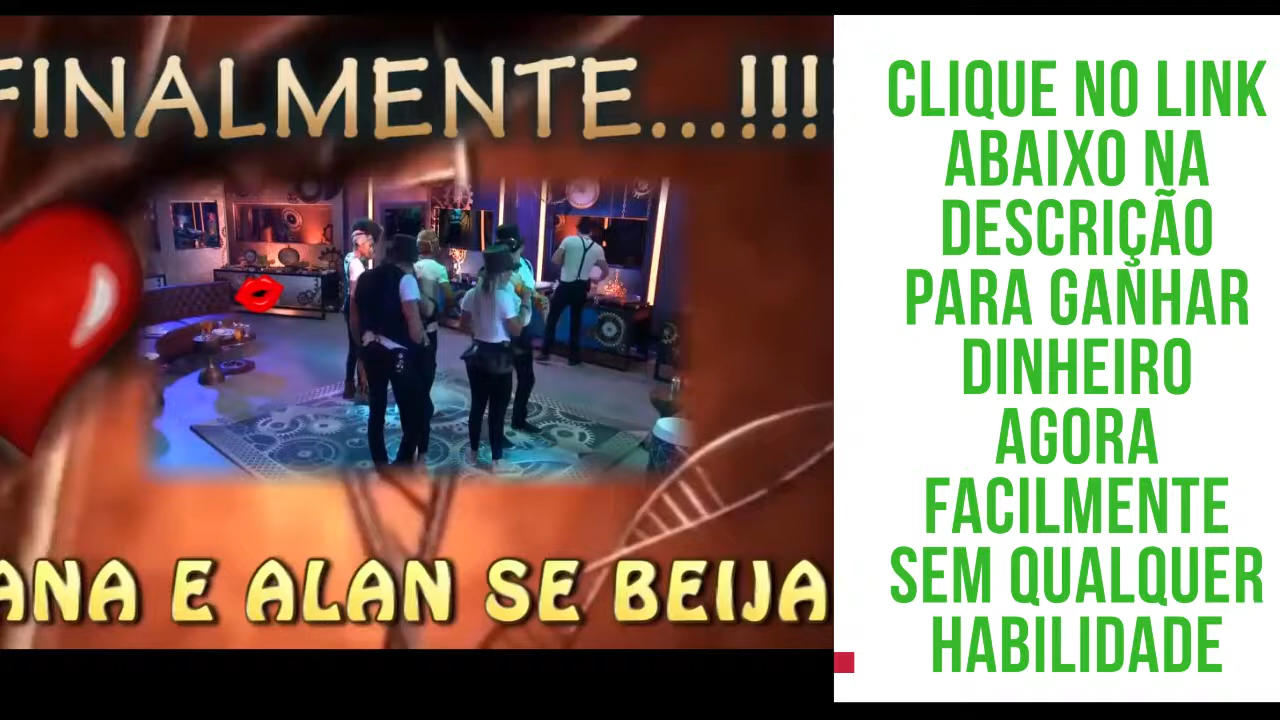 FINALMENTE...!!!!
ANA E ALAN SE BEIJA
CLIQUE NO LINK
ABAIXO NA
DESCRIÇÃO
PARA GANHAR
DINHEIRO
AGORA
FACILMENTE
SEM QUALQUER
HABILIDADE